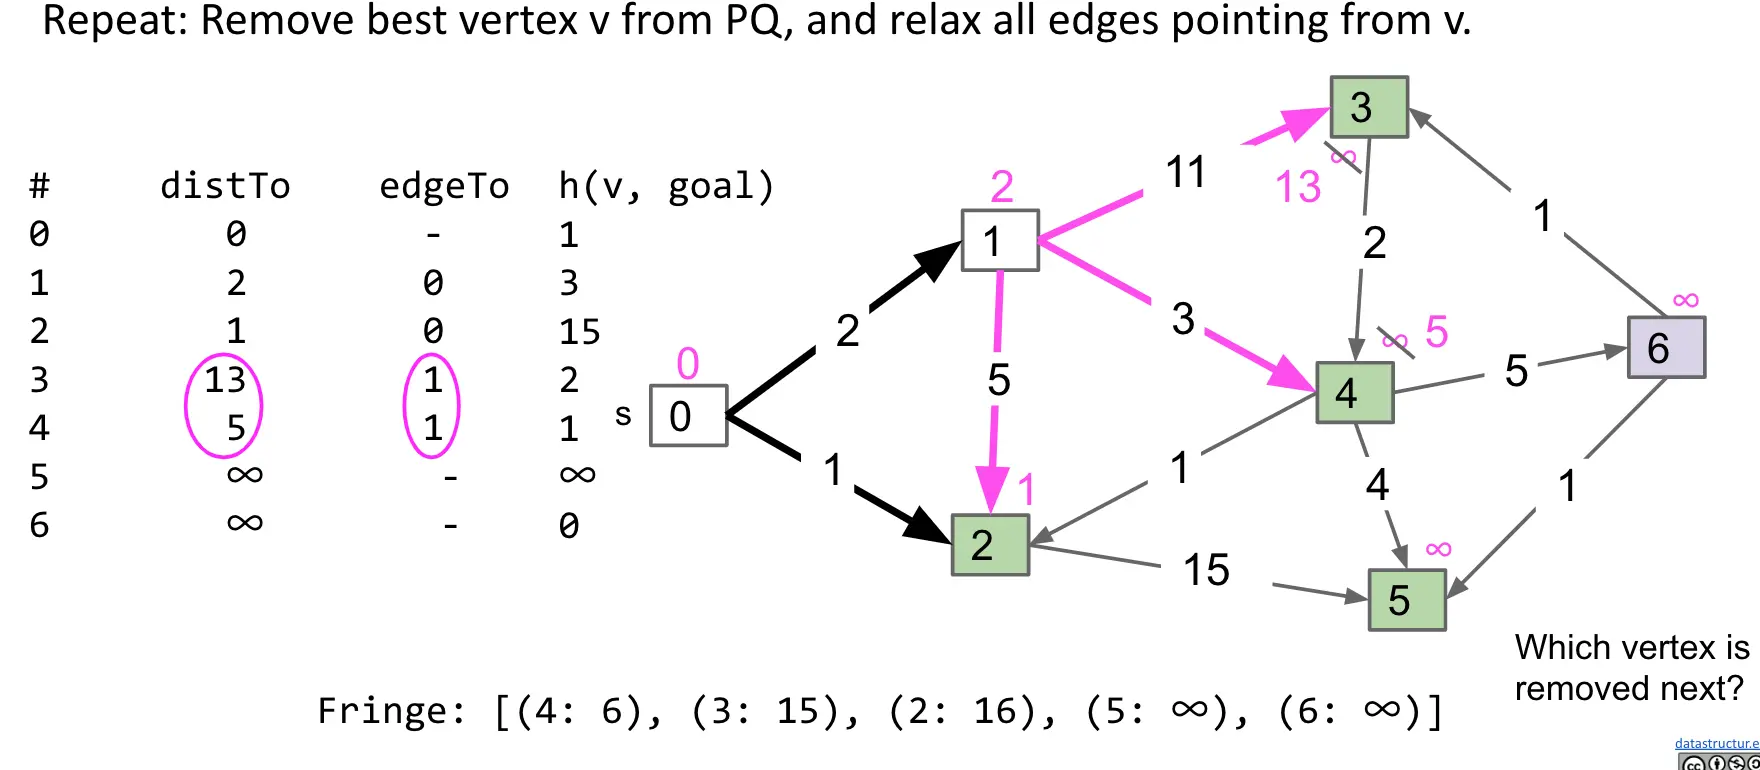 Repeat: Remove best vertex v from PQ, and relax all edges pointing from v.
# distTo edgeTo h(v, goal)
0 0 - 1
1 2 0 3
2 1 0 15
3 13 1 2
4 5 1 1
5 ∞ - ∞
6 ∞ - 0
3
∞
13
11
2
1
2
1
∞
6
2
3
∞ 5
4
5
0
s 0
5
1
1
1
2
4
1
15
∞
5
Which vertex is
removed next?
Fringe: [(4: 6), (3: 15), (2: 16), (5: ∞), (6: ∞)]
datastructur.e
cc